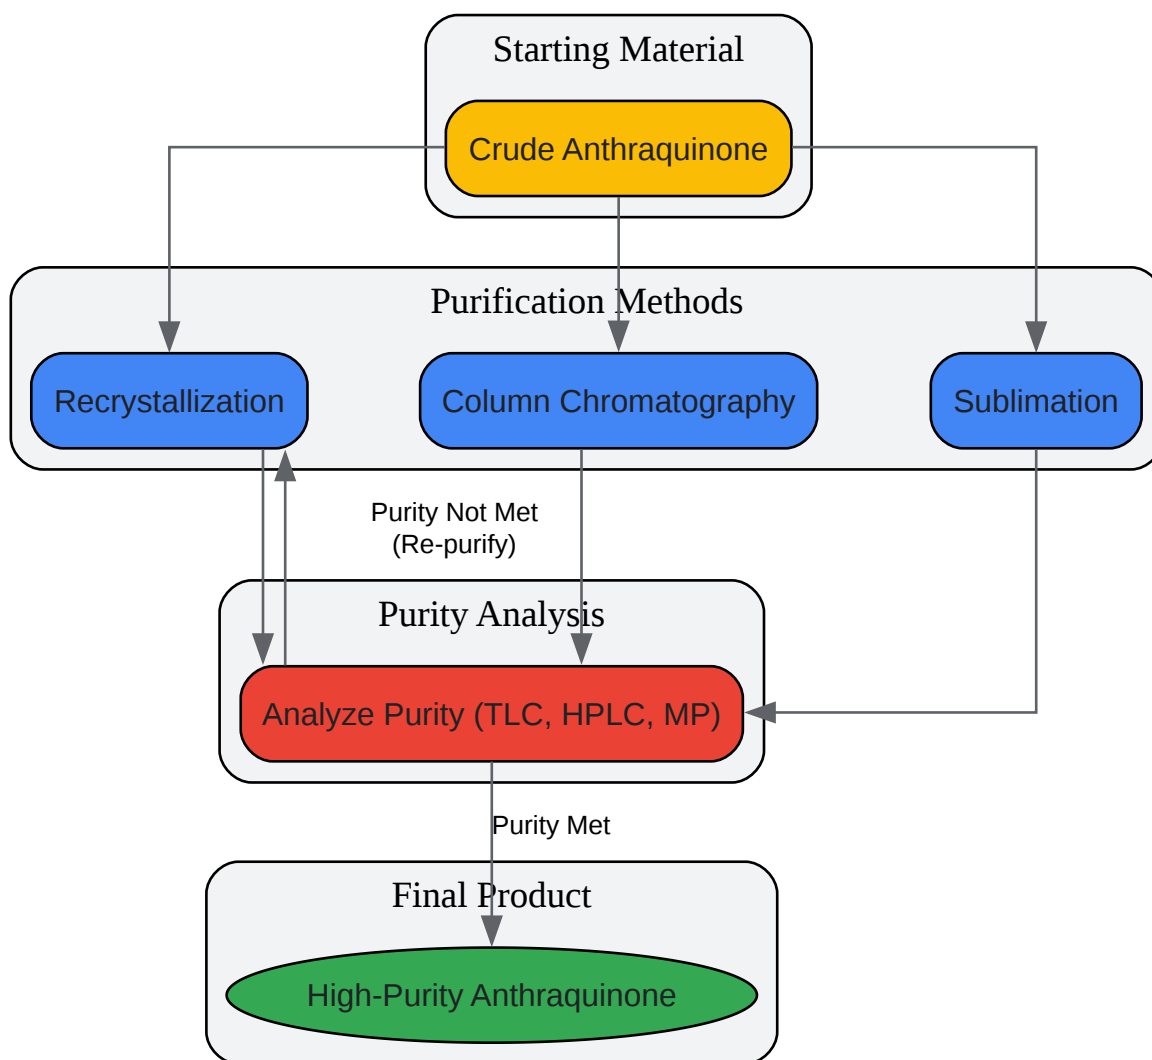 Starting Material
Crude Anthraquinone
Purification Methods
Recrystallization
Column Chromatography
Sublimation
Purity Not Met
(Re-purify)
Purity Analysis
Analyze Purity (TLC, HPLC, MP)
Purity Met
Final Product
High-Purity Anthraquinone